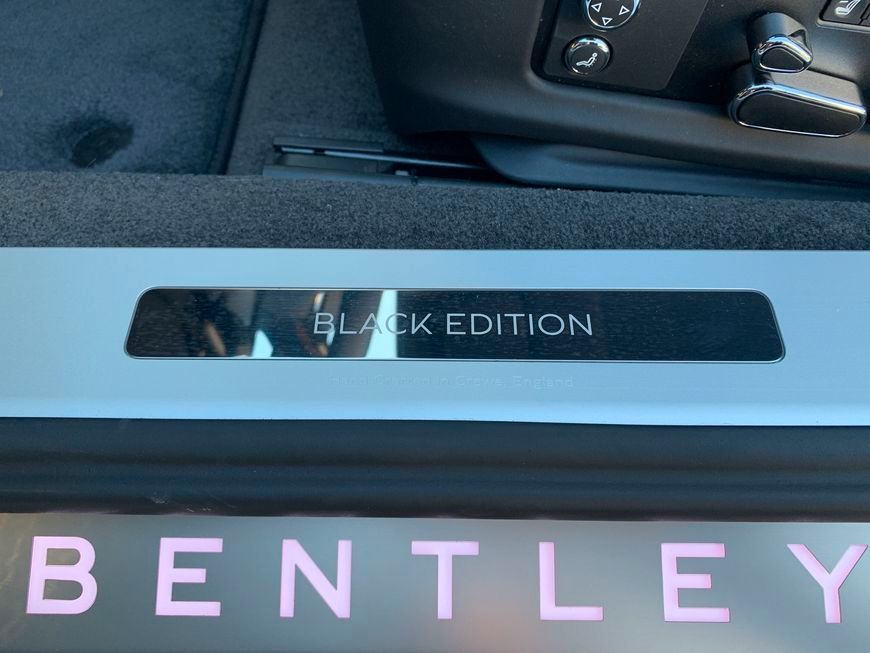 BLACK EDITION
Hand Crafted in Crewe, England
BENTLEY